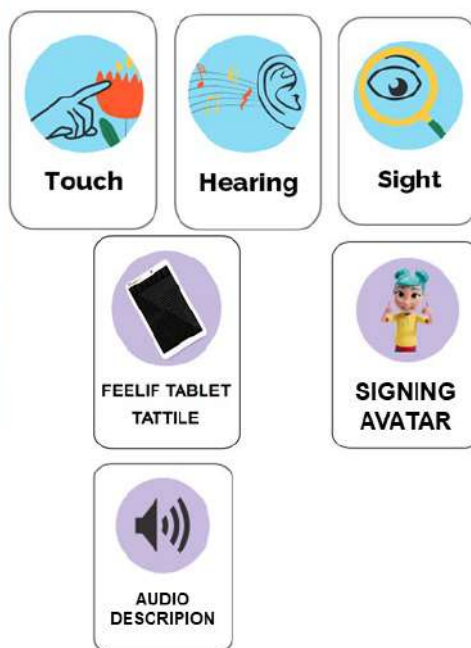 Touch
Hearing
Sight
FEELIF TABLET
TATTILE
SIGNING
AVATAR
AUDIO
DESCRIPION